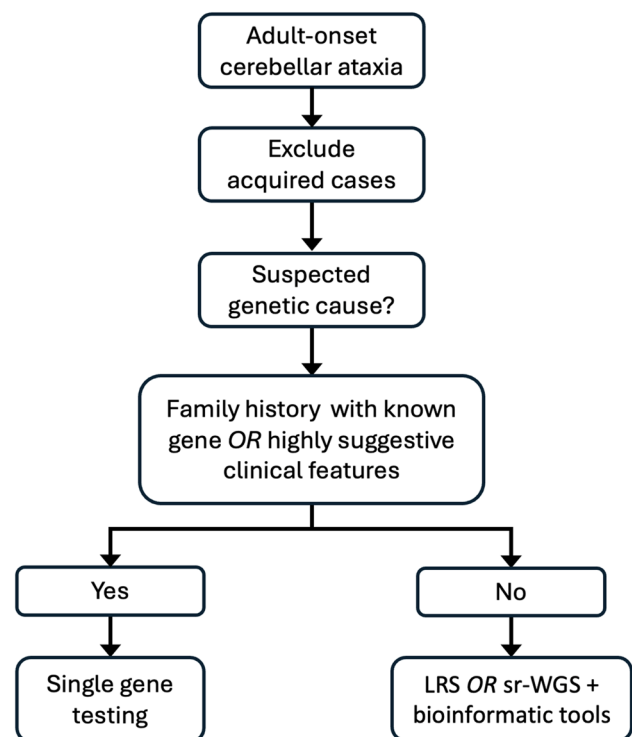 Adult-onset
cerebellar ataxia
Exclude
acquired cases
Suspected
genetic cause?
Family history with known
gene OR highly suggestive
clinical features
Yes
No
Single gene
testing
LRS OR sr-WGS +
bioinformatic tools